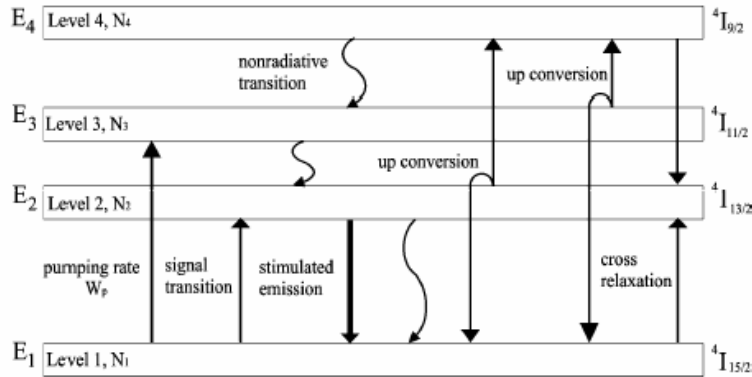 E4 Level 4, N4 4I9/2
nonradiative
transition
up conversion
E3 Level 3, N3 4I11/2
up conversion
E2 Level 2, N2 4I13/2
pumping rate
Wp
signal
transition
stimulated
emission
cross
relaxation
E1 Level 1, N1 4I15/2